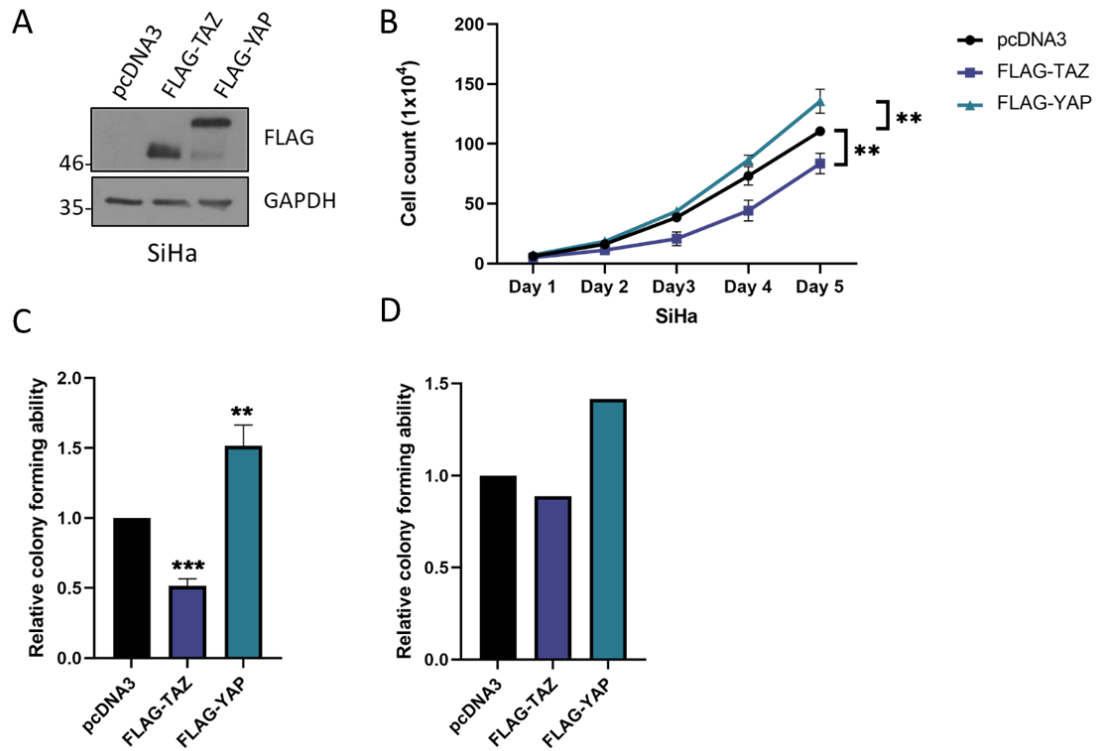 A
pcDNA3
FLAG-TAZ
FLAG-YAP
FLAG
46
GAPDH
35
SiHa
B
Cell count (1x10⁴)
200
150
100
50
0
Day 1
Day 2
Day3
Day 4
Day 5
SiHa
**
**
pcDNA3
FLAG-TAZ
FLAG-YAP
C
Relative colony forming ability
2.0
1.5
1.0
0.5
0.0
***
**
pcDNA3
FLAG-TAZ
FLAG-YAP
D
Relative colony forming ability
1.5
1.0
0.5
0.0
pcDNA3
FLAG-TAZ
FLAG-YAP